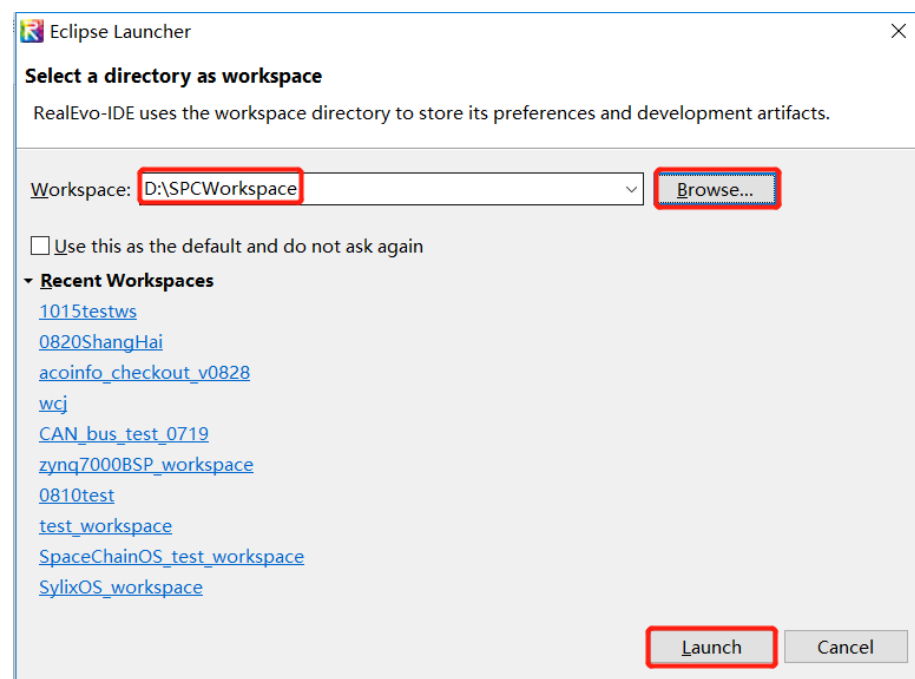 Eclipse Launcher
Select a directory as workspace
RealEvo-IDE uses the workspace directory to store its preferences and development artifacts.
Workspace: D:\SPCWorkspace Browse...
Use this as the default and do not ask again
Recent Workspaces
1015testws
0820ShangHai
acoinfo_checkout_v0828
wcj
CAN_bus_test_0719
zynq7000BSP_workspace
0810test
test_workspace
SpaceChainOS_test_workspace
SylixOS_workspace
Launch Cancel